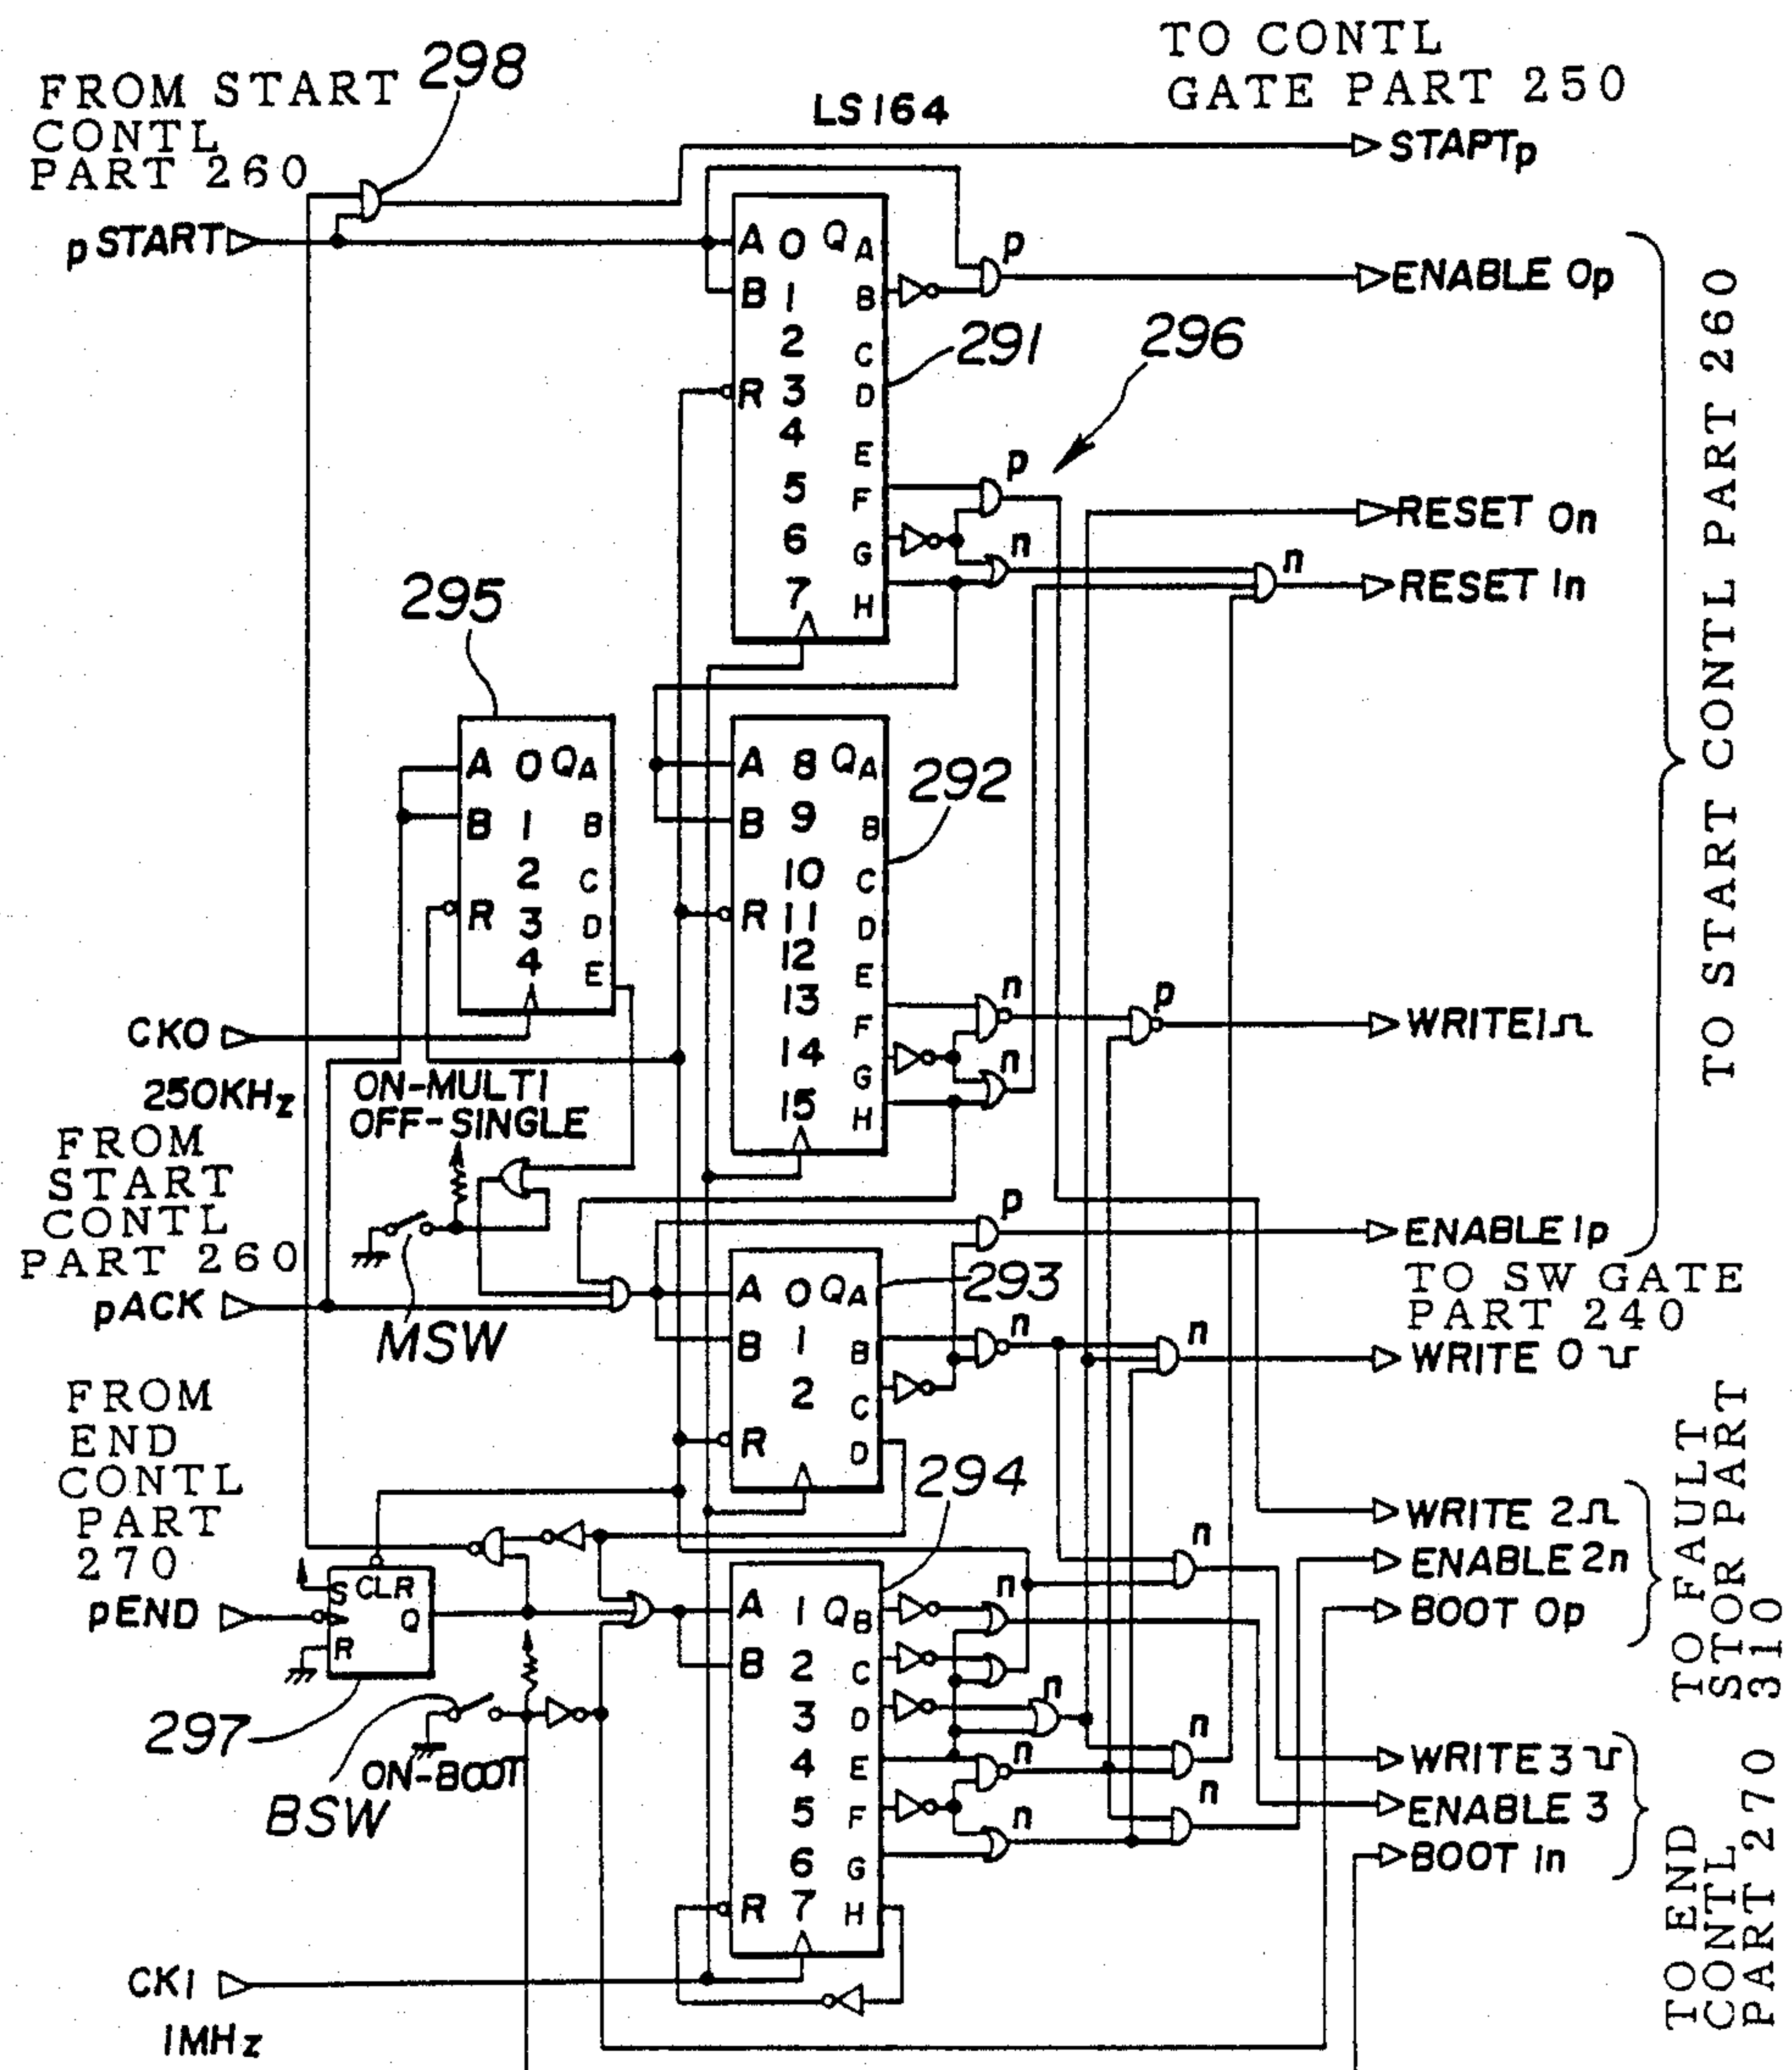 FROM START
CONTL
PART 260
298
TO CONTL
GATE PART 250
LS164
STAPTp
pSTART
A 0 QA
B 1 B
2 C
R 3 D
4 E
5 F
6 G
7 H
291
296
p
ENABLE 0p
p
n
RESET 0n
n
RESET 1n
TO START CONTL PART 260
295
A 0 QA
B 1 B
2 C
R 3 D
4 E
CK0
250KHz
A 8 QA
B 9 B
10 C
R 11 D
12 E
13 F
14 G
15 H
292
n
n
p
WRITE 1
ON-MULTI
OFF-SINGLE
FROM
START
CONTL
PART 260
pACK
MSW
p
ENABLE 1p
TO SW GATE
PART 240
A 0 QA
B 1 B
2 C
R D
293
n
n
WRITE 0
FROM
END
CONTL
PART
270
pEND
S CLR
Q
R
297
BSW
ON-BOOT
294
A 1 QB
B 2 C
3 D
4 E
5 F
6 G
R 7 H
n
n
n
n
n
n
n
WRITE 2
ENABLE 2n
BOOT 0p
TO FAULT
STOR PART
310
WRITE 3
ENABLE 3
BOOT 1n
TO END
CONTL
PART 270
CK1
1MHz